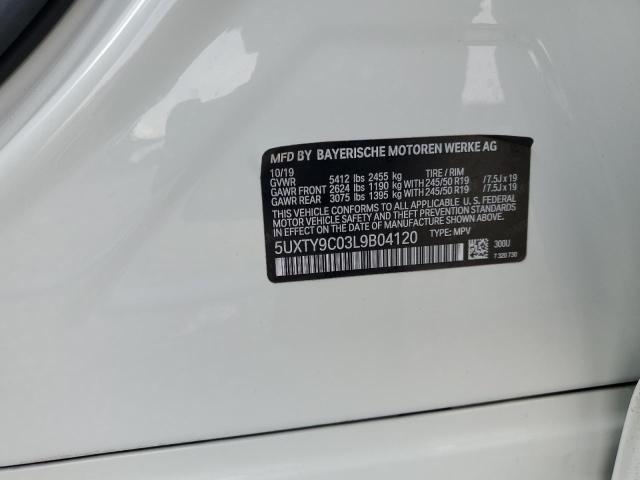 MFD BY BAYERISCHE MOTOREN WERKE AG
10/19
GVWR 5412 lbs 2455 kg TIRE / RIM
GAWR FRONT 2624 lbs 1190 kg WITH 245/50 R19 /7.5J x 19
GAWR REAR 3075 lbs 1395 kg WITH 245/50 R19 /7.5J x 19
THIS VEHICLE CONFORMS TO ALL APPLICABLE U. S. FEDERAL
MOTOR VEHICLE SAFETY, BUMPER, AND THEFT PREVENTION
STANDARDS IN EFFECT ON THE DATE OF MANUFACTURE SHOWN ABOVE.
5UXTY9C03L9B04120 TYPE: MPV
300U
T 320 730